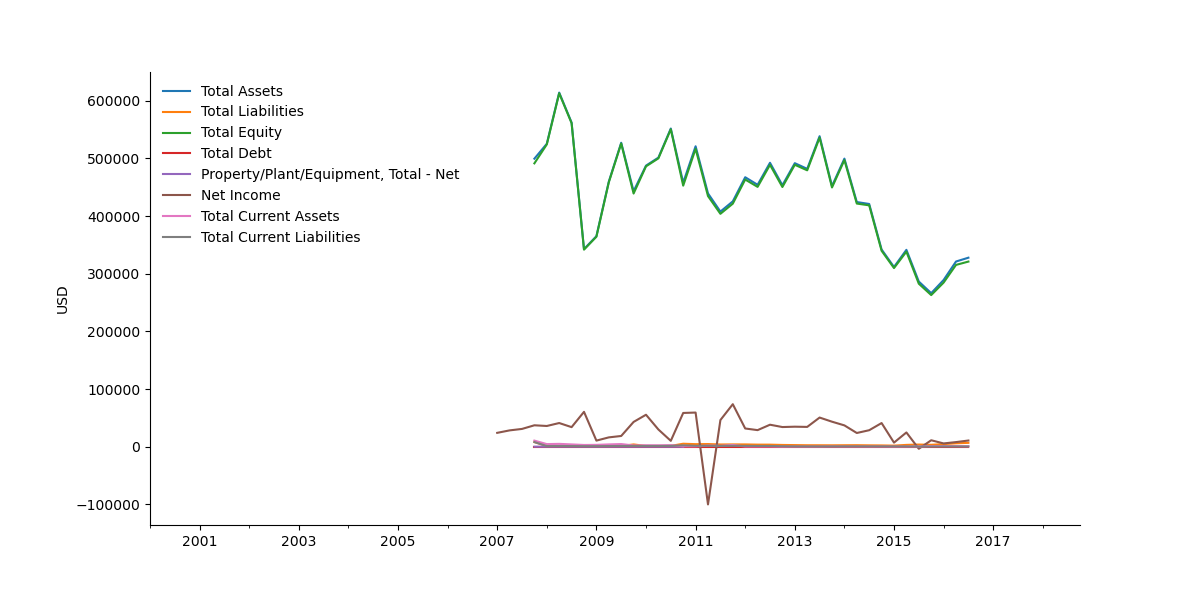 Total Assets
Total Liabilities
Total Equity
Total Debt
Property/Plant/Equipment, Total - Net
Net Income
Total Current Assets
Total Current Liabilities
USD
600000
500000
400000
300000
200000
100000
0
−100000
2001 2003 2005 2007 2009 2011 2013 2015 2017